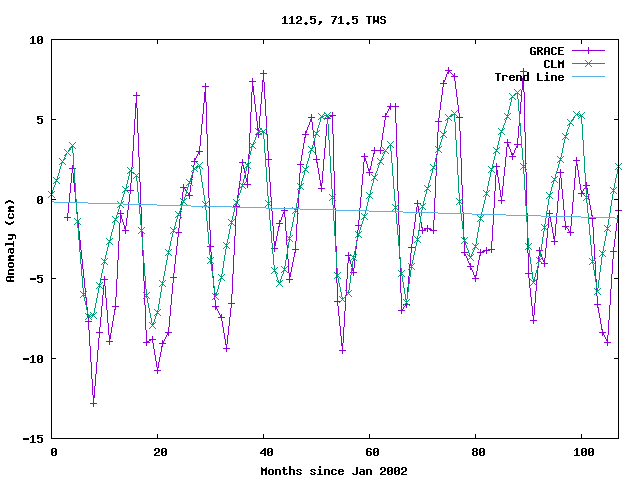 112.5, 71.5 TWS
GRACE
CLM
Trend Line
10
5
0
-5
-10
-15
Anomaly (cm)
0 20 40 60 80 100
Months since Jan 2002